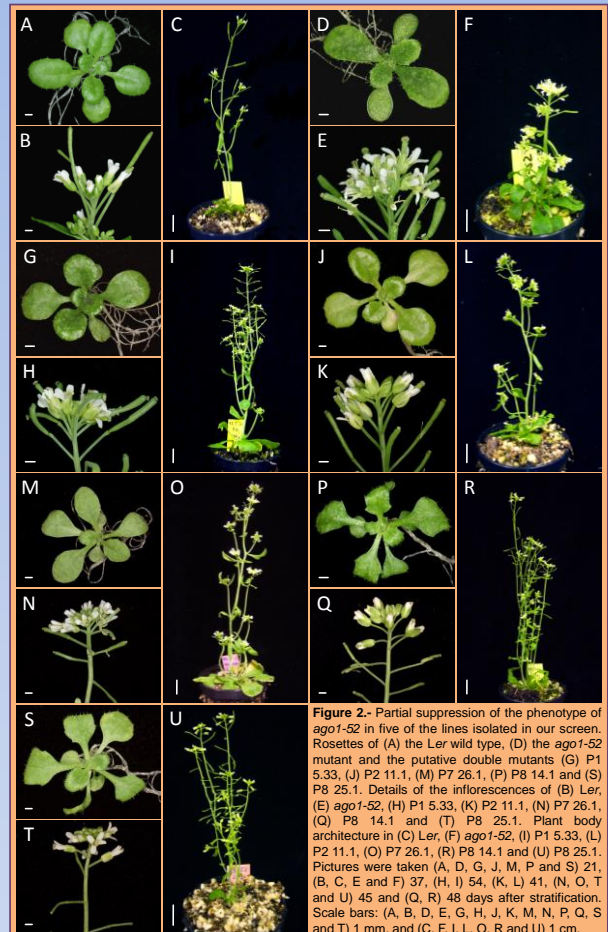 A
C
D
F
B
E
G
I
J
L
H
K
M
O
P
R
N
Q
S
U
T
Figure 2.- Partial suppression of the phenotype of
ago1-52 in five of the lines isolated in our screen.
Rosettes of (A) the Ler wild type, (D) the ago1-52
mutant and the putative double mutants (G) P1
5.33, (J) P2 11.1, (M) P7 26.1, (P) P8 14.1 and (S)
P8 25.1. Details of the inflorescences of (B) Ler,
(E) ago1-52, (H) P1 5.33, (K) P2 11.1, (N) P7 26.1,
(Q) P8 14.1 and (T) P8 25.1. Plant body
architecture in (C) Ler, (F) ago1-52, (I) P1 5.33, (L)
P2 11.1, (O) P7 26.1, (R) P8 14.1 and (U) P8 25.1.
Pictures were taken (A, D, G, J, M, P and S) 21,
(B, C, E and F) 37, (H, I) 54, (K, L) 41, (N, O, T
and U) 45 and (Q, R) 48 days after stratification.
Scale bars: (A, B, D, E, G, H, J, K, M, N, P, Q, S
and T) 1 mm, and (C, F, I, L, O, R and U) 1 cm.